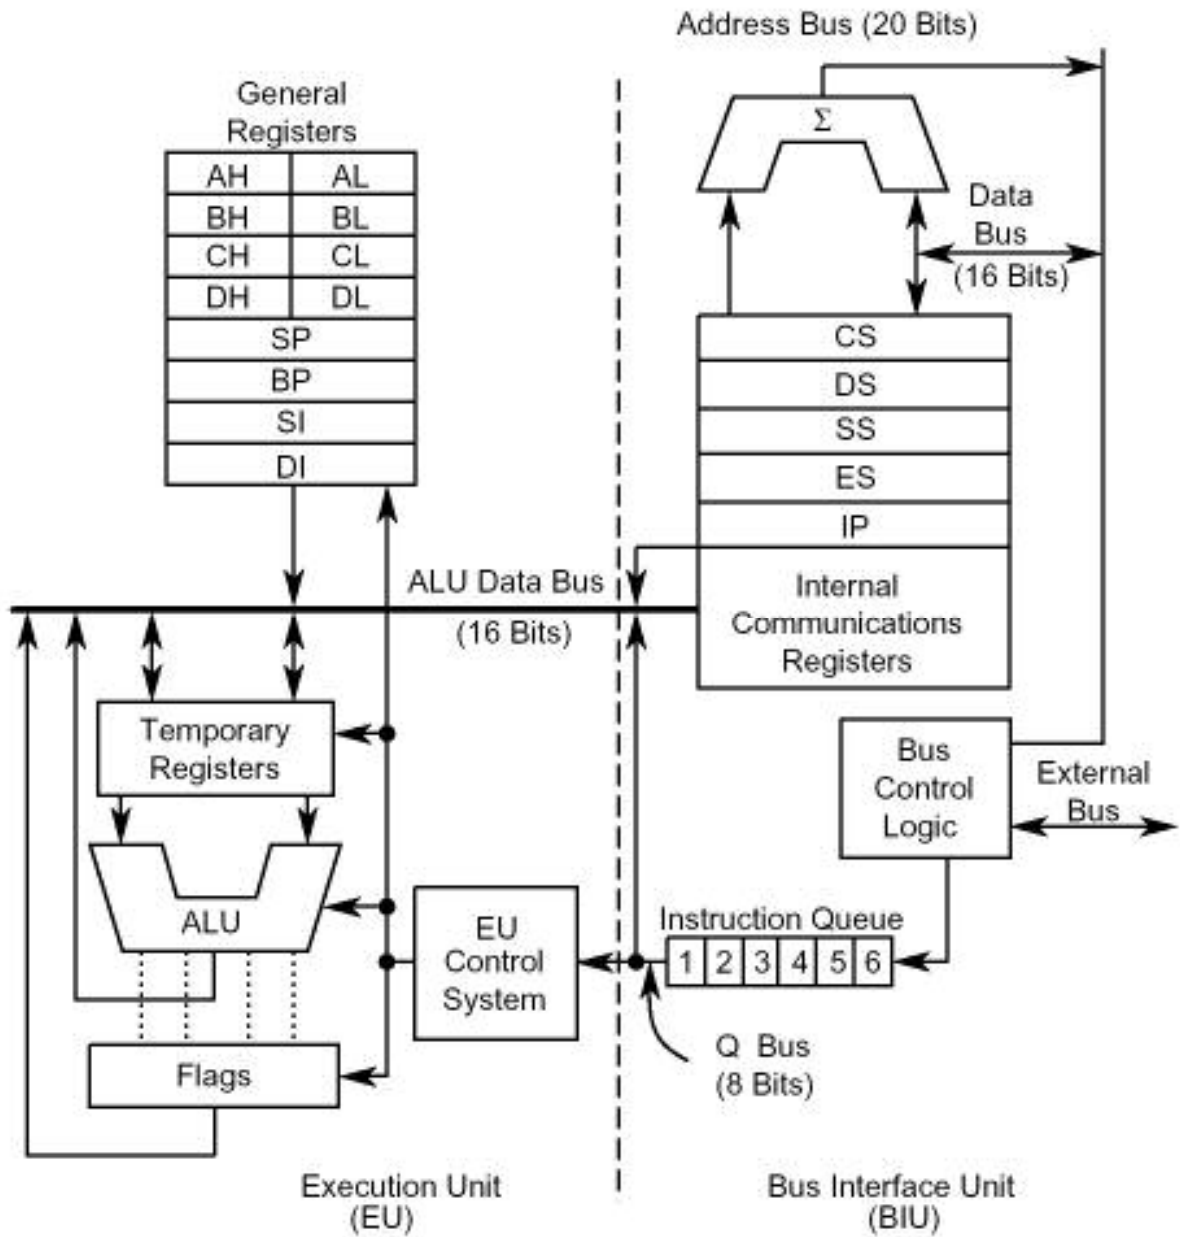 Address Bus (20 Bits)
General
Registers
AH AL
BH BL
CH CL
DH DL
SP
BP
SI
DI
Σ
Data
Bus
(16 Bits)
CS
DS
SS
ES
IP
Internal
Communications
Registers
ALU Data Bus
(16 Bits)
Temporary
Registers
ALU
Flags
EU
Control
System
Bus
Control
Logic
External
Bus
Instruction Queue
1 2 3 4 5 6
Q Bus
(8 Bits)
Execution Unit
(EU)
Bus Interface Unit
(BIU)